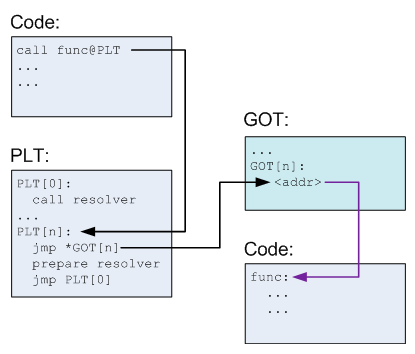 Code:
call func@PLT
...
...
PLT:
PLT[0]:
call resolver
...
PLT[n]:
jmp *GOT[n]
prepare resolver
jmp PLT[0]
GOT:
...
GOT[n]:
<addr>
Code:
func:
...
...